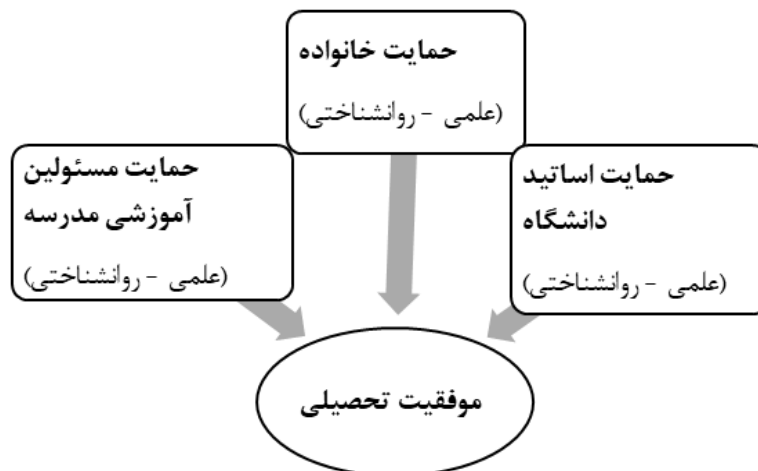 حمایت خانواده
(علمی - روانشناختی)
حمایت اساتید
دانشگاه
(علمی - روانشناختی)
حمایت مسئولین
آموزشی مدرسه
(علمی - روانشناختی)
موفقیت تحصیلی